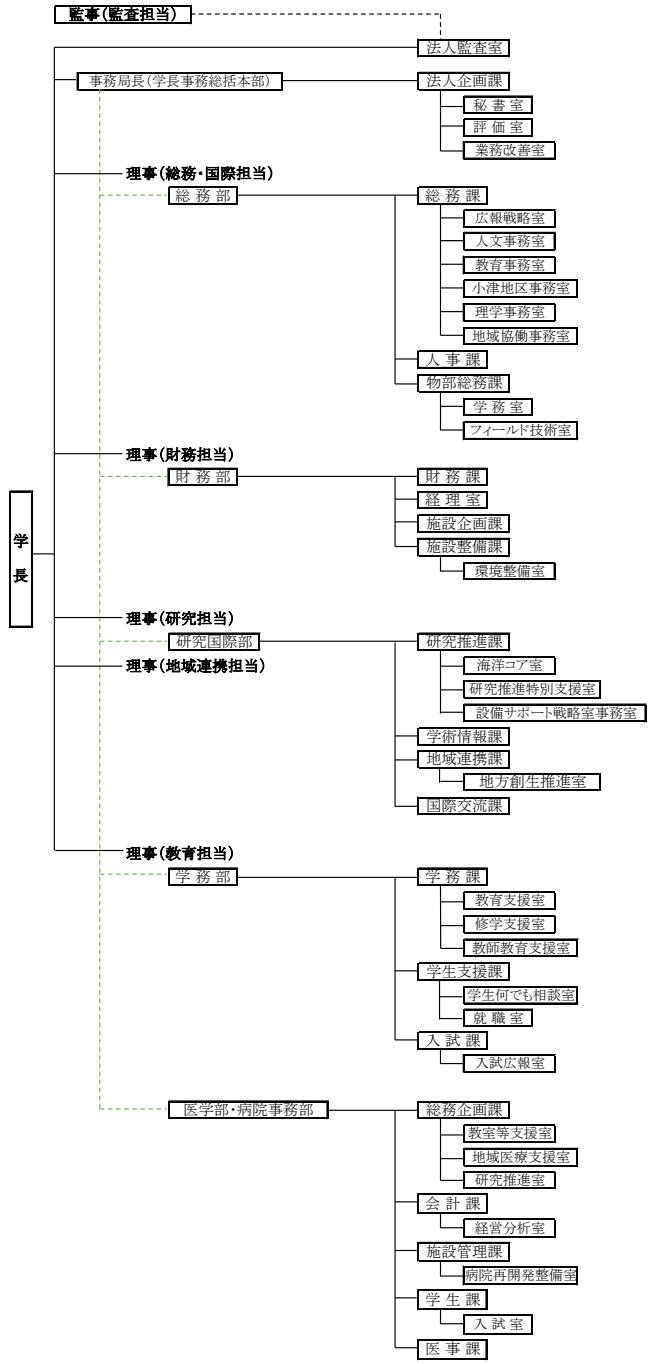 監事(監査担当)
法人監査室
事務局長(学長事務総括本部)
法人企画課
秘書室
評価室
業務改善室
理事(総務・国際担当)
総務部
総務課
広報戦略室
人文事務室
教育事務室
小津地区事務室
理学事務室
地域協働事務室
人事課
物部総務課
学務室
フィールド技術室
理事(財務担当)
財務部
財務課
経理室
施設企画課
施設整備課
環境整備室
学長
理事(研究担当)
研究国際部
研究推進課
理事(地域連携担当)
海洋コア室
研究推進特別支援室
設備サポート戦略室事務室
学術情報課
地域連携課
地方創生推進室
国際交流課
理事(教育担当)
学務部
学務課
教育支援室
修学支援室
教師教育支援室
学生支援課
学生何でも相談室
就職室
入試課
入試広報室
医学部・病院事務部
総務企画課
教室等支援室
地域医療支援室
研究推進室
会計課
経営分析室
施設管理課
病院再開発整備室
学生課
入試室
医事課